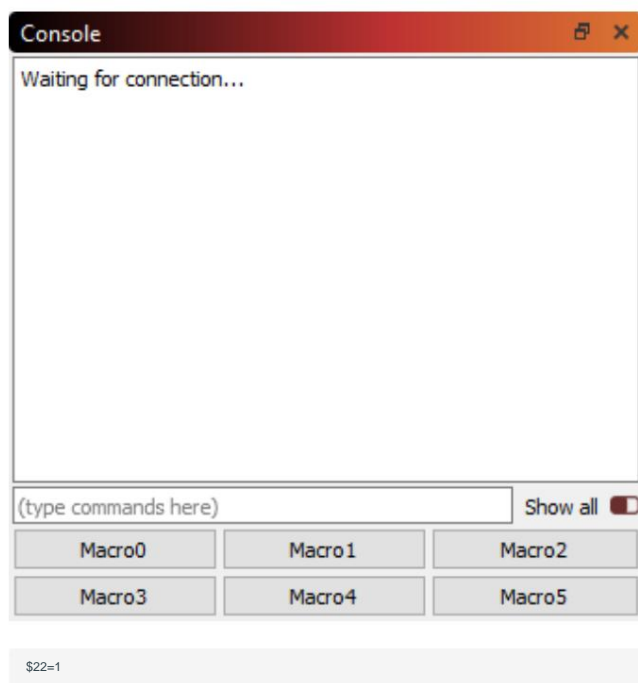 Console
Waiting for connection...
(type commands here) Show all
Macro0 Macro1 Macro2
Macro3 Macro4 Macro5
$22=1